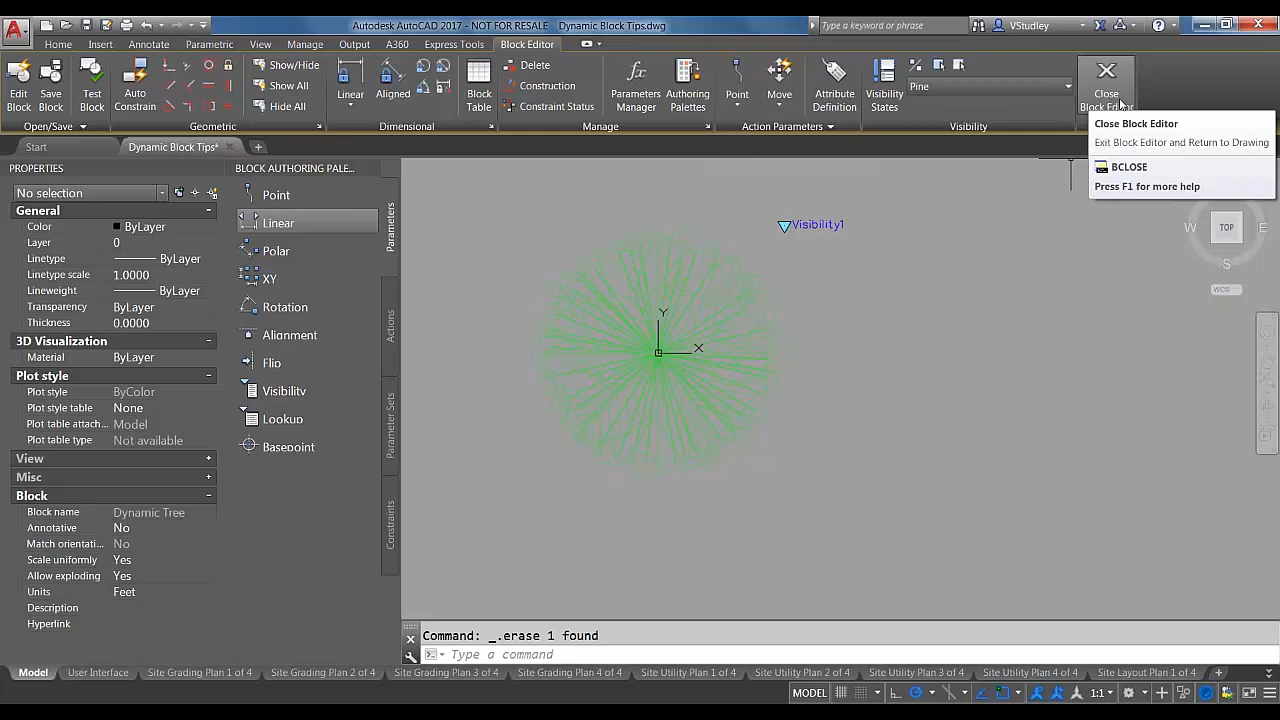 Autodesk AutoCAD 2017 - NOT FOR RESALE Dynamic Block Tips.dwg
Type a keyword or phrase
VStudley
Home Insert Annotate Parametric View Manage Output A360 Express Tools Block Editor
Edit Block
Save Block
Test Block
Auto Constrain
Show/Hide
Show All
Hide All
Linear
Aligned
Block Table
Delete
Construction
Constraint Status
Parameters Manager
Authoring Palettes
Point
Move
Attribute Definition
Visibility States
Pine
Close Block Editor
Open/Save
Geometric
Dimensional
Manage
Action Parameters
Visibility
Close Block Editor
Exit Block Editor and Return to Drawing
BCLOSE
Press F1 for more help
Start
Dynamic Block Tips*
PROPERTIES
No selection
General
Color ByLayer
Layer 0
Linetype ByLayer
Linetype scale 1.0000
Lineweight ByLayer
Transparency ByLayer
Thickness 0.0000
3D Visualization
Material ByLayer
Plot style
Plot style ByColor
Plot style table None
Plot table attach... Model
Plot table type Not available
View
Misc
Block
Block name Dynamic Tree
Annotative No
Match orientati... No
Scale uniformly Yes
Allow exploding Yes
Units Feet
Description
Hyperlink
BLOCK AUTHORING PALE...
Point
Linear
Polar
XY
Rotation
Alignment
Flip
Visibility
Lookup
Basepoint
Parameters
Actions
Parameter Sets
Constraints
Visibility1
Y
X
TOP
W
E
S
WCS
Command: _.erase 1 found
Type a command
Model User Interface Site Grading Plan 1 of 4 Site Grading Plan 2 of 4 Site Grading Plan 3 of 4 Site Grading Plan 4 of 4 Site Utility Plan 1 of 4 Site Utility Plan 2 of 4 Site Utility Plan 3 of 4 Site Utility Plan 4 of 4 Site Layout Plan 1 of 4
MODEL
1:1